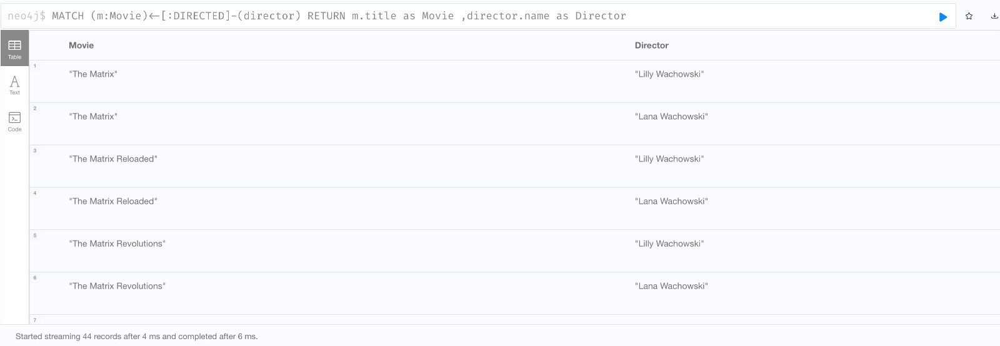 neo4j$ MATCH (m:Movie)<-[:DIRECTED]-(director) RETURN m.title as Movie ,director.name as Director
Table
Text
Code
Movie Director
1 "The Matrix" "Lilly Wachowski"
2 "The Matrix" "Lana Wachowski"
3 "The Matrix Reloaded" "Lilly Wachowski"
4 "The Matrix Reloaded" "Lana Wachowski"
5 "The Matrix Revolutions" "Lilly Wachowski"
6 "The Matrix Revolutions" "Lana Wachowski"
7
Started streaming 44 records after 4 ms and completed after 6 ms.